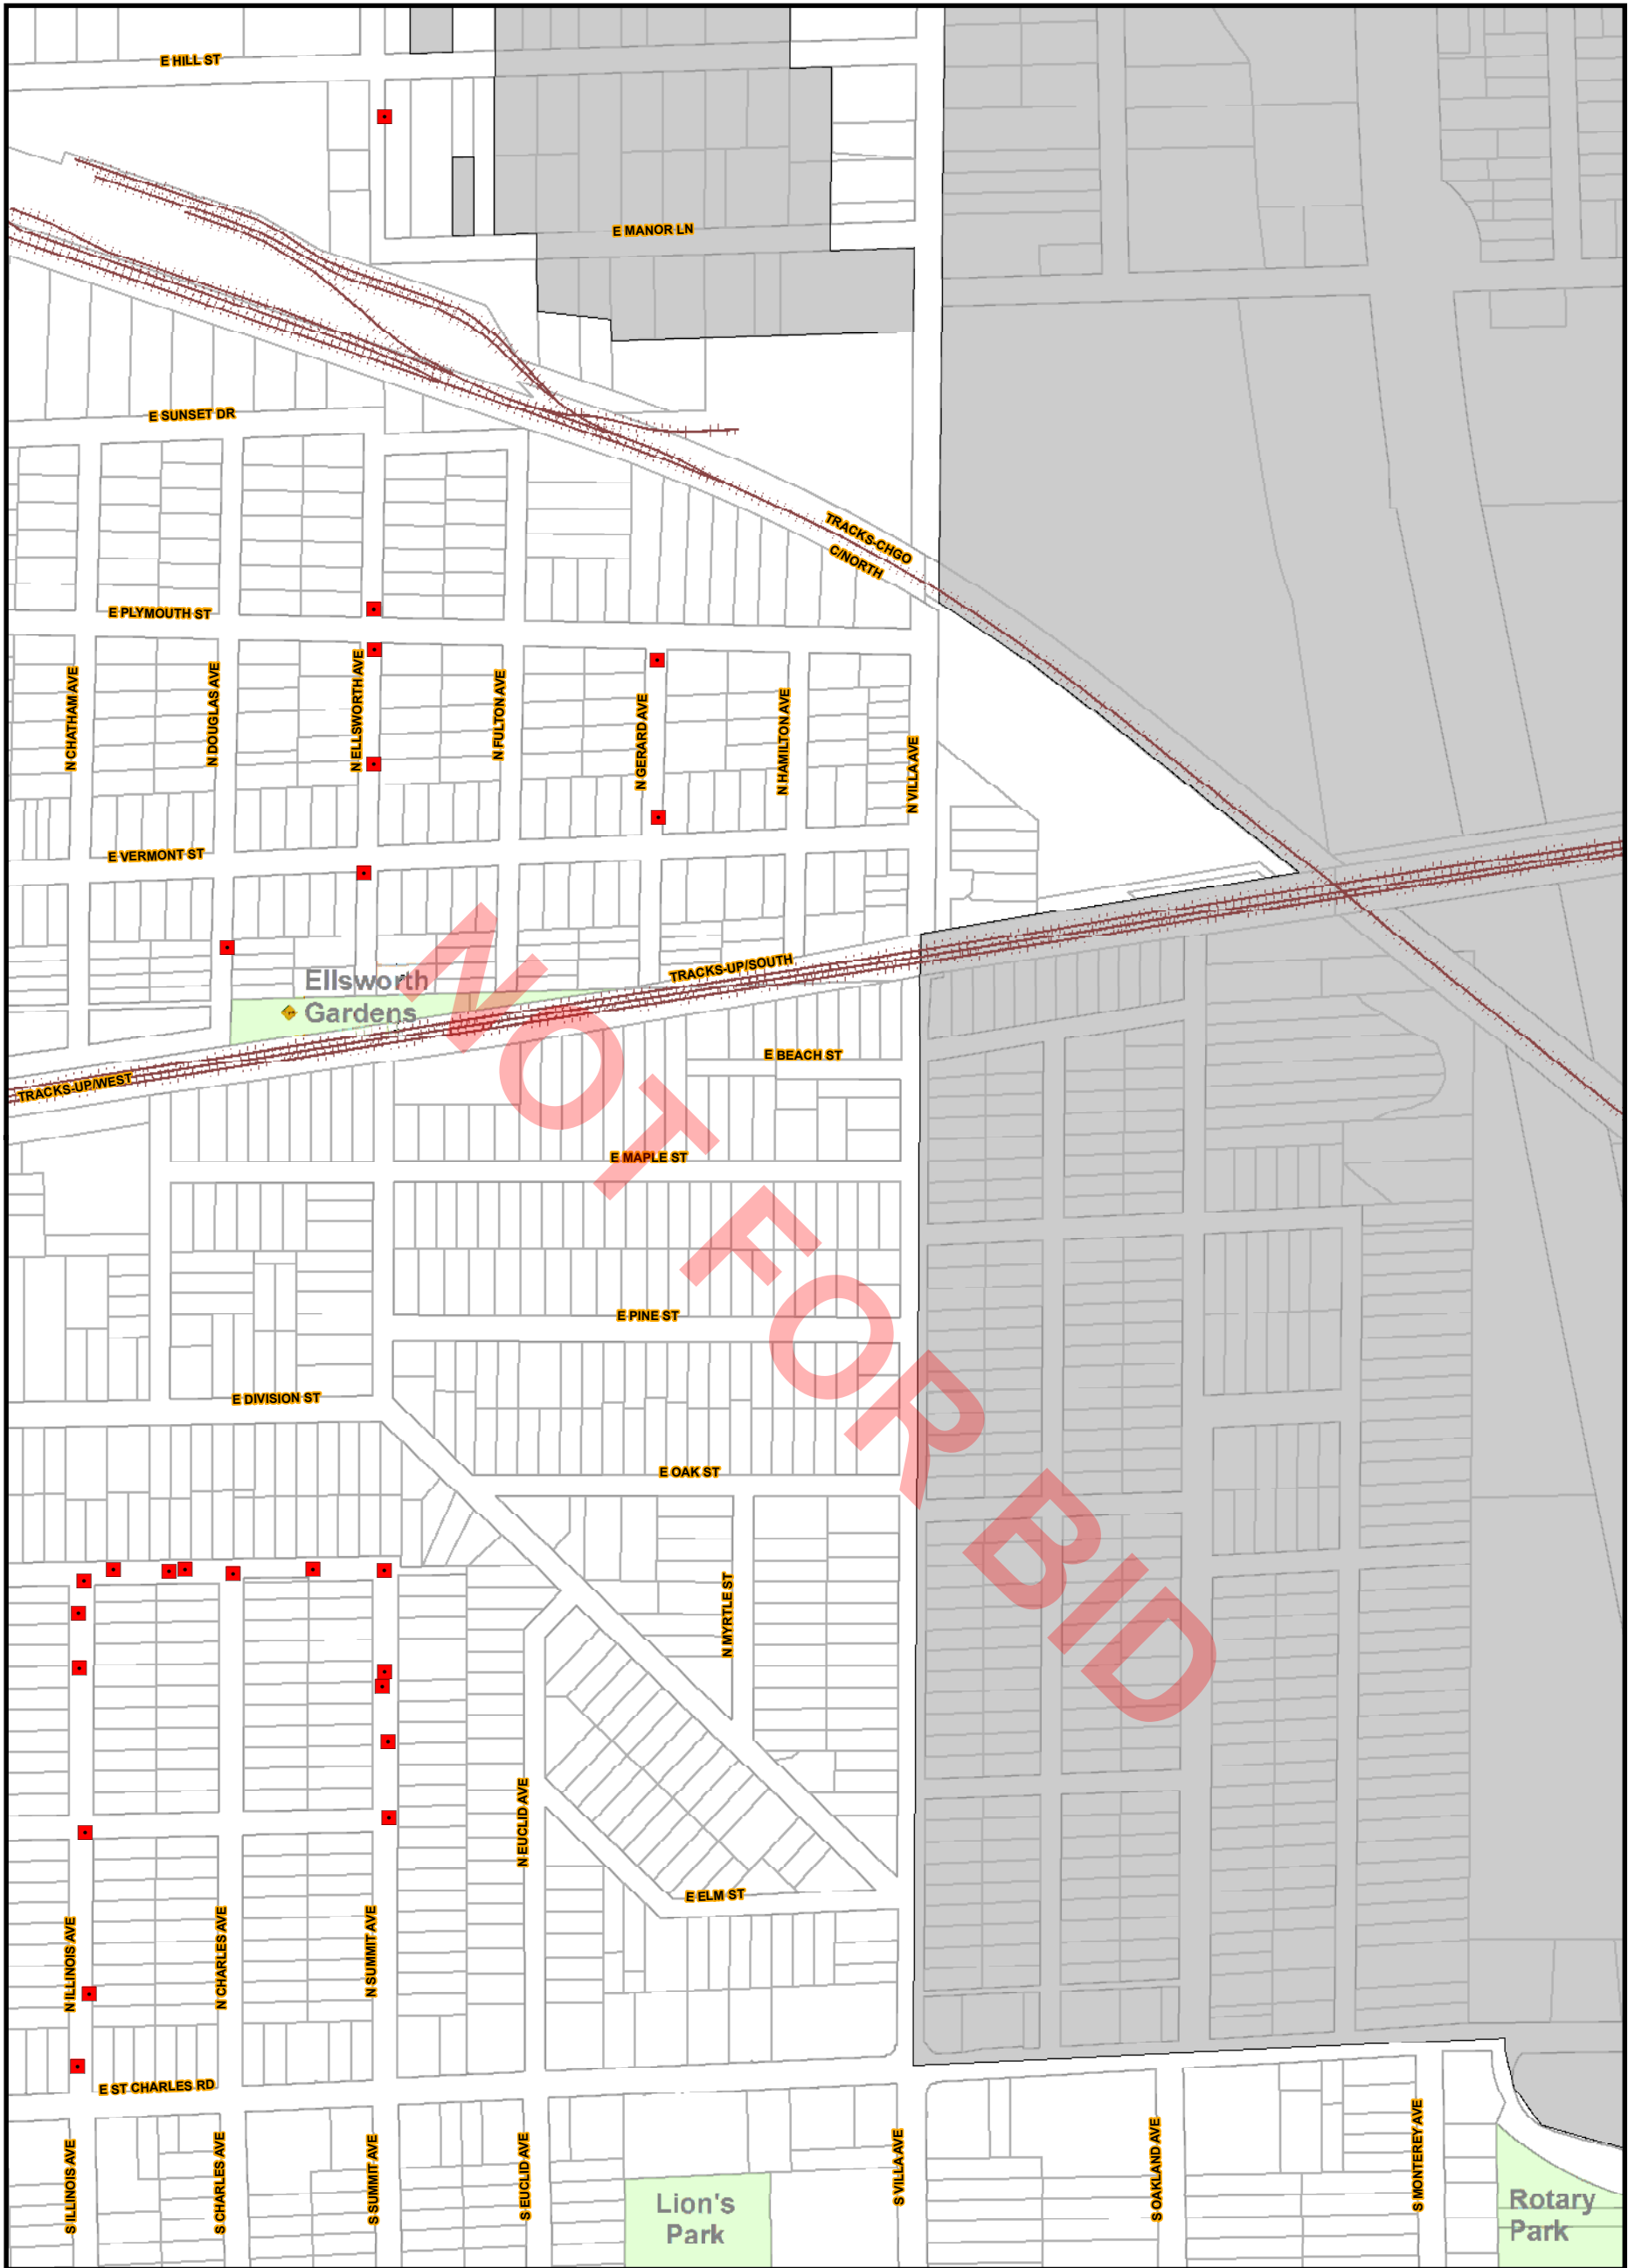 E HILL ST
E MANOR LN
E SUNSET DR
TRACKS-CHGO
C/NORTH
E PLYMOUTH ST
N CHATHAM AVE
N DOUGLAS AVE
N ELLSWORTH AVE
N FULTON AVE
N GERARD AVE
N HAMILTON AVE
N VILLA AVE
E VERMONT ST
TRACKS-UP/SOUTH
Ellsworth
Gardens
E BEACH ST
TRACKS-UP/WEST
E MAPLE ST
NOT FOR BID
E PINE ST
E DIVISION ST
E OAK ST
N MYRTLE ST
N EUCLID AVE
E ELM ST
N ILLINOIS AVE
N CHARLES AVE
N SUMMIT AVE
E ST CHARLES RD
S ILLINOIS AVE
S CHARLES AVE
S SUMMIT AVE
S EUCLID AVE
S VILLA AVE
S OAKLAND AVE
S MONTEREY AVE
Lion's
Park
Rotary
Park